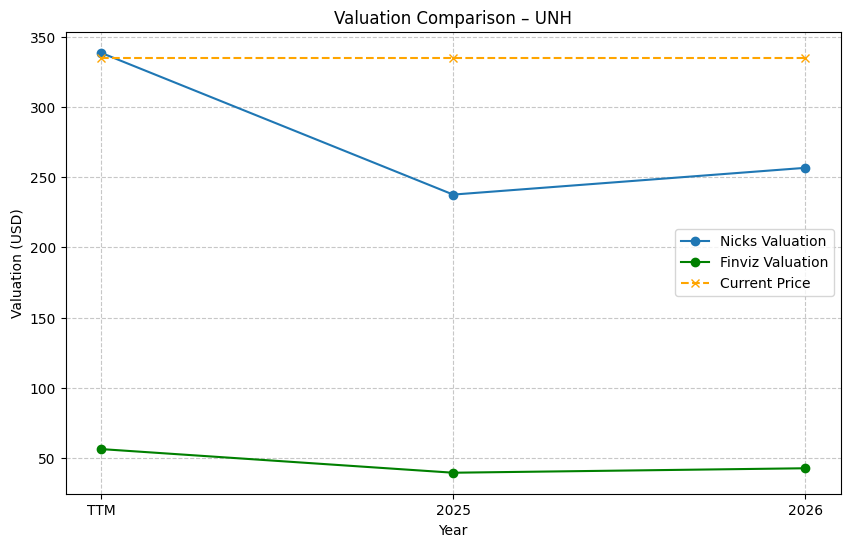 Valuation Comparison – UNH
Valuation (USD)
350
300
250
200
150
100
50
Nicks Valuation
Finviz Valuation
Current Price
TTM
2025
2026
Year